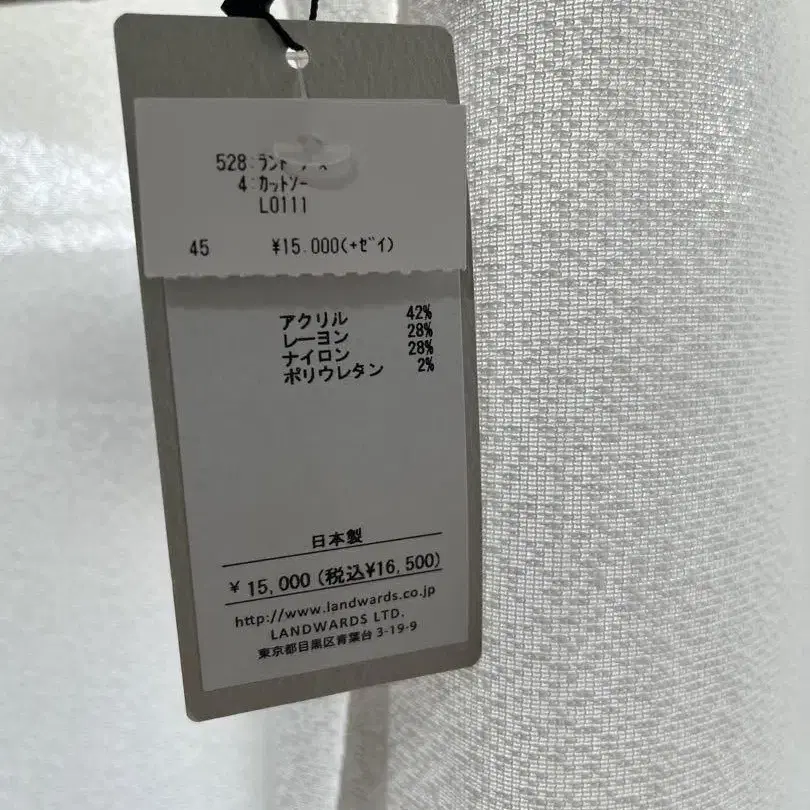 528:ﾗﾝﾄ
4:ｶｯﾄｿｰ
L0111
45 ¥15.000(+ｾﾞｲ)
アクリル 42%
レーヨン 28%
ナイロン 28%
ポリウレタン 2%
日本製
¥ 15,000 (税込¥16,500)
http://www.landwards.co.jp
LANDWARDS LTD.
東京都目黒区青葉台 3-19-9